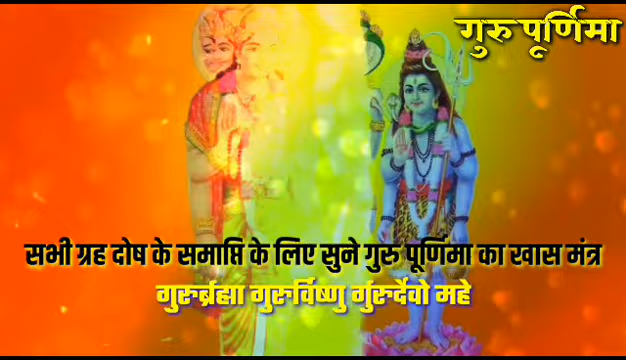 गुरु पूर्णिमा
सभी ग्रह दोष के समाप्ति के लिए सुने गुरु पूर्णिमा का खास मंत्र
गुरुर्ब्रह्मा गुरुर्विष्णु र्गुरुर्देवो महे